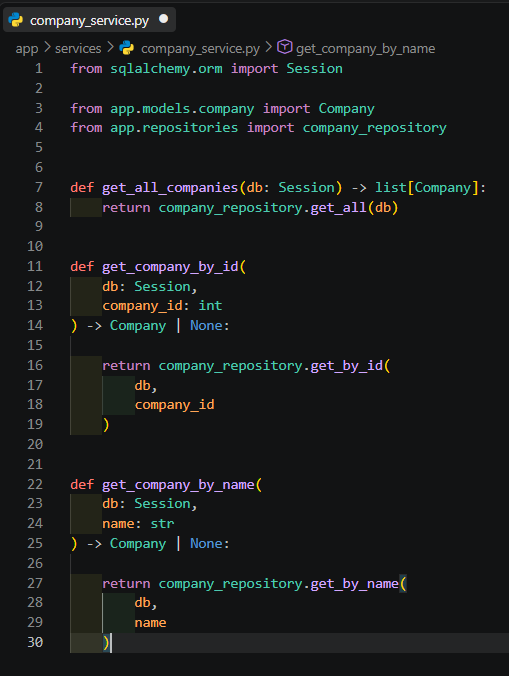 company_service.py
app > services > company_service.py > get_company_by_name
1 from sqlalchemy.orm import Session
2
3 from app.models.company import Company
4 from app.repositories import company_repository
5
6
7 def get_all_companies(db: Session) -> list[Company]:
8     return company_repository.get_all(db)
9
10
11 def get_company_by_id(
12     db: Session,
13     company_id: int
14 ) -> Company | None:
15
16     return company_repository.get_by_id(
17         db,
18         company_id
19     )
20
21
22 def get_company_by_name(
23     db: Session,
24     name: str
25 ) -> Company | None:
26
27     return company_repository.get_by_name(
28         db,
29         name
30     )